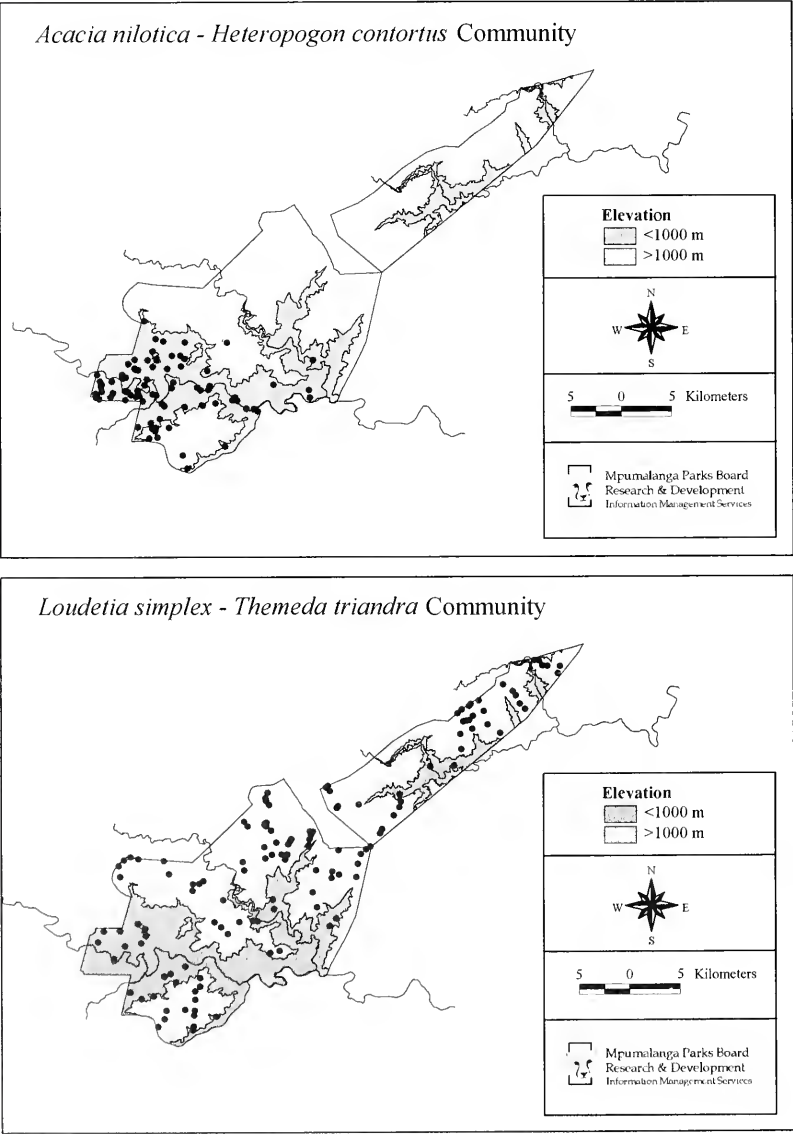 Acacia nilotica - Heteropogon contortus Community
Elevation
<1000 m
>1000 m
N
W E
S
5 0 5 Kilometers
Mpumalanga Parks Board
Research & Development
Information Management Services
Loudetia simplex - Themeda triandra Community
Elevation
<1000 m
>1000 m
N
W E
S
5 0 5 Kilometers
Mpumalanga Parks Board
Research & Development
Information Management Services